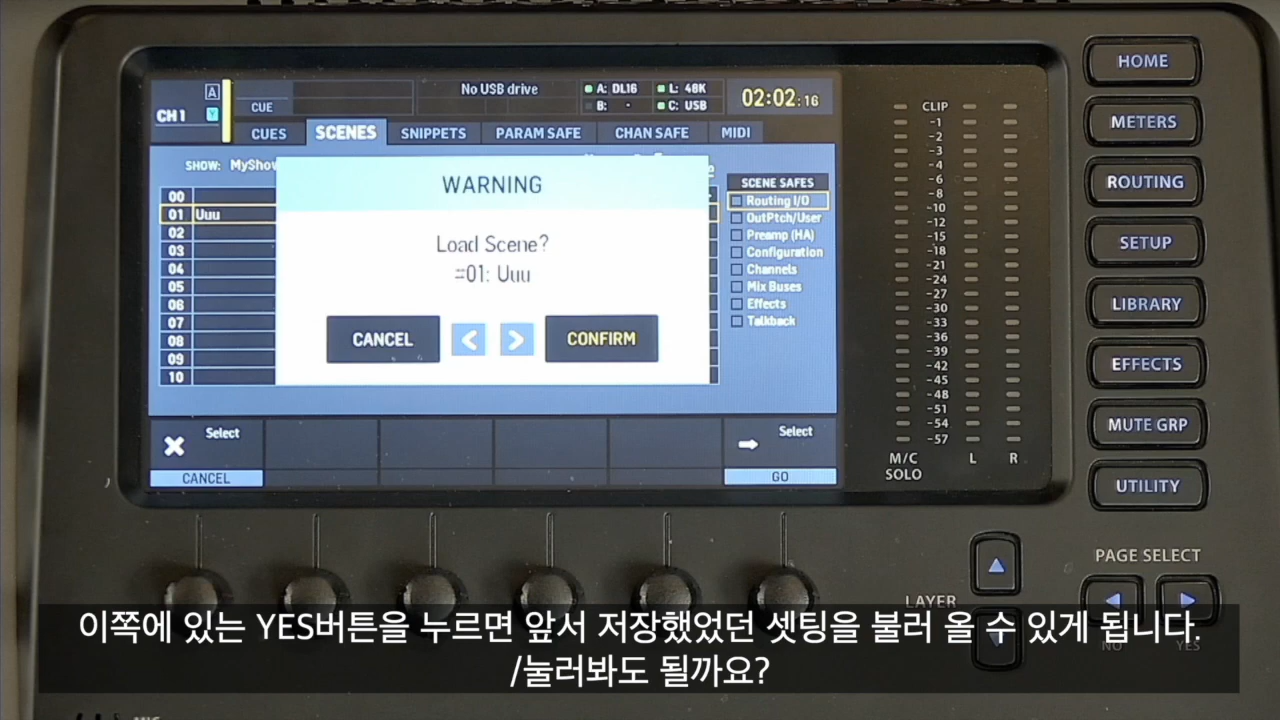 CH1
A
Y
CUE
No USB drive
A: DL16
B: -
L: 48K
C: USB
02:02:16
CUES
SCENES
SNIPPETS
PARAM SAFE
CHAN SAFE
MIDI
SHOW: MyShow
00
01 Uuu
02
03
04
05
06
07
08
09
10
WARNING
Load Scene?
#01: Uuu
CANCEL
<
>
CONFIRM
SCENE SAFES
Routing I/O
OutPtch/User
Preamp (HA)
Configuration
Channels
Mix Buses
Effects
Talkback
Select
CANCEL
Select
GO
CLIP
-1
-2
-3
-4
-6
-8
-10
-12
-15
-18
-21
-24
-27
-30
-33
-36
-39
-42
-45
-48
-51
-54
-57
M/C
SOLO
L
R
HOME
METERS
ROUTING
SETUP
LIBRARY
EFFECTS
MUTE GRP
UTILITY
LAYER
PAGE SELECT
NO
YES
이쪽에 있는 YES버튼을 누르면 앞서 저장했었던 셋팅을 불러 올 수 있게 됩니다.
/눌러봐도 될까요?